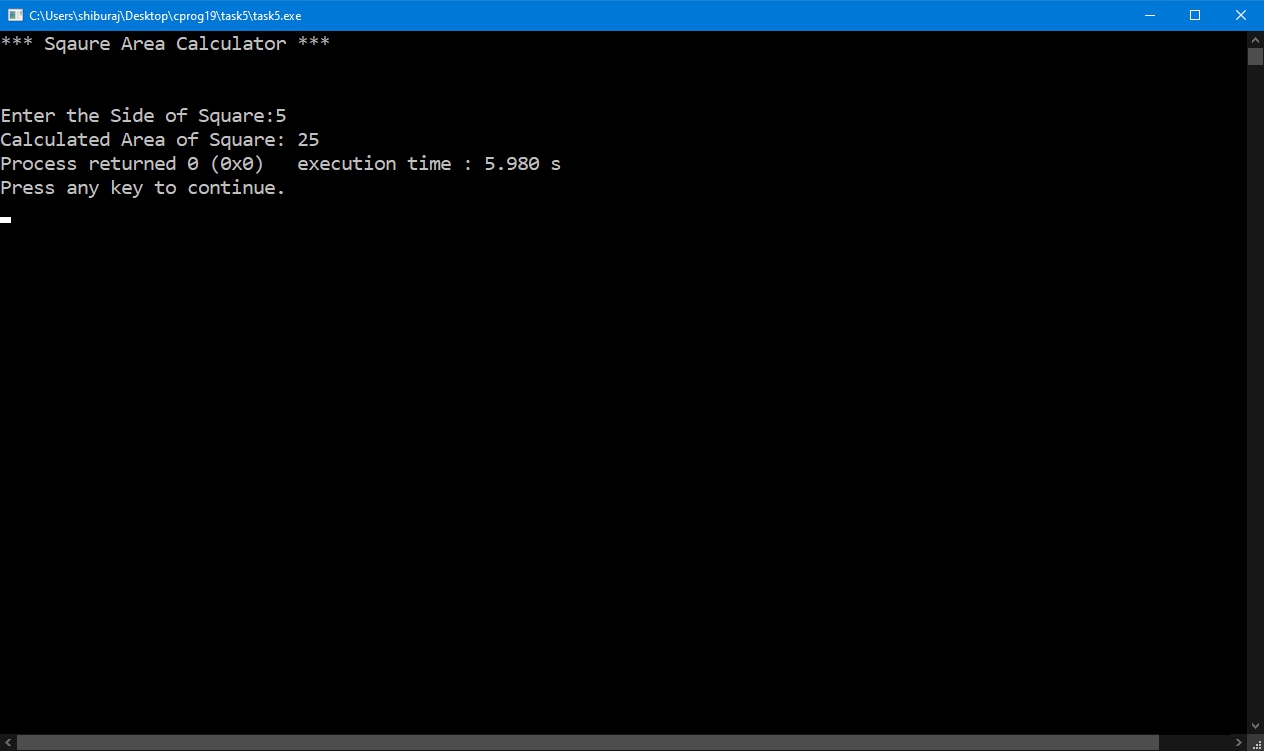 C:\Users\shiburaj\Desktop\cprog19\task5\task5.exe
*** Sqaure Area Calculator ***
Enter the Side of Square:5
Calculated Area of Square: 25
Process returned 0 (0x0)   execution time : 5.980 s
Press any key to continue.